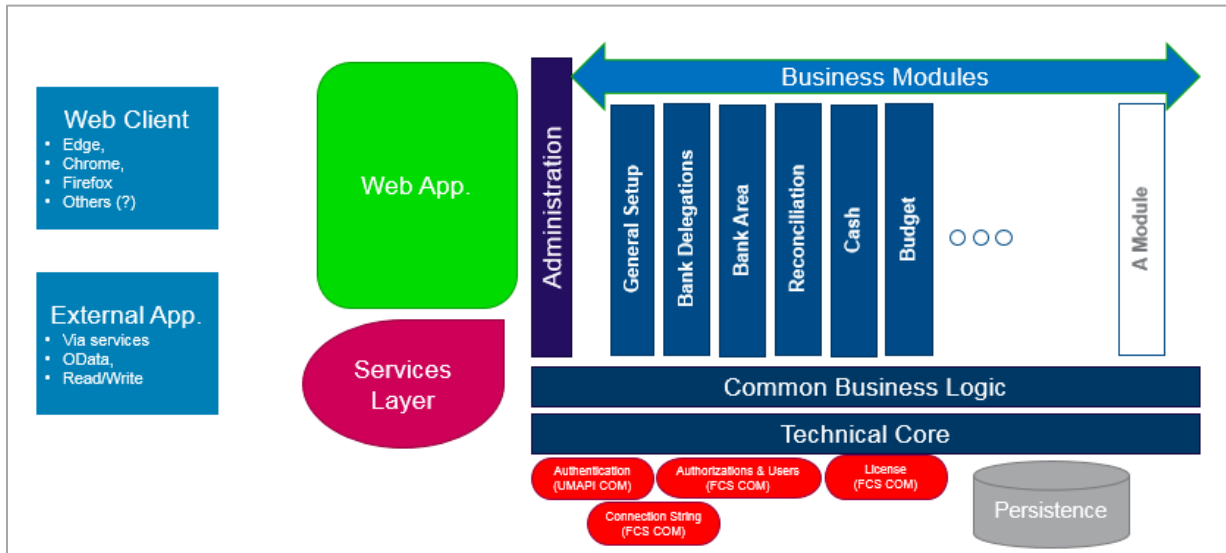 Web Client
• Edge,
• Chrome,
• Firefox
• Others (?)
External App.
• Via services
• OData,
• Read/Write
Web App.
Services
Layer
Administration
Business Modules
General Setup
Bank Delegations
Bank Area
Reconciliation
Cash
Budget
A Module
Common Business Logic
Technical Core
Authentication
(UMAPI COM)
Authorizations & Users
(FCS COM)
License
(FCS COM)
Connection String
(FCS COM)
Persistence